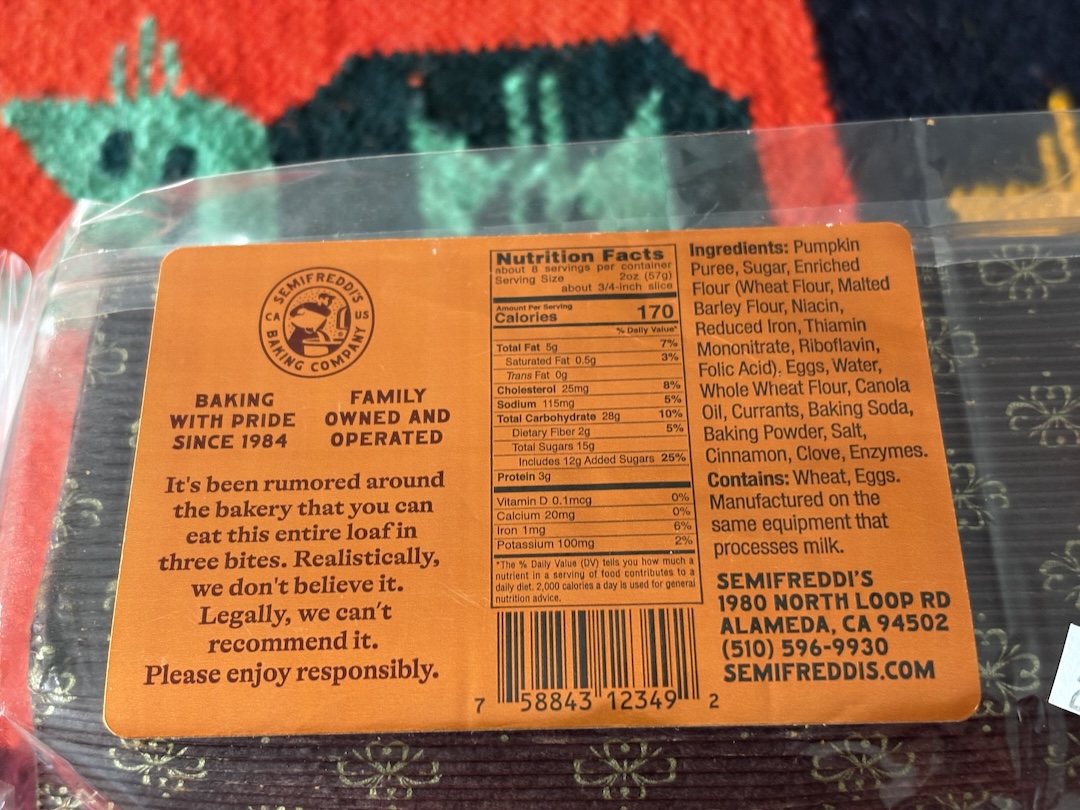 SEMIFREDDI'S
CA US
BAKING COMPANY
BAKING
WITH PRIDE
SINCE 1984
FAMILY
OWNED AND
OPERATED
It's been rumored around
the bakery that you can
eat this entire loaf in
three bites. Realistically,
we don't believe it.
Legally, we can't
recommend it.
Please enjoy responsibly.
Nutrition Facts
about 8 servings per container
Serving Size 2oz (57g)
about 3/4-inch slice
Amount Per Serving
Calories 170
% Daily Value*
Total Fat 5g 7%
Saturated Fat 0.5g 3%
Trans Fat 0g
Cholesterol 25mg 8%
Sodium 115mg 5%
Total Carbohydrate 28g 10%
Dietary Fiber 2g 5%
Total Sugars 15g
Includes 12g Added Sugars 25%
Protein 3g
Vitamin D 0.1mcg 0%
Calcium 20mg 0%
Iron 1mg 6%
Potassium 100mg 2%
*The % Daily Value (DV) tells you how much a
nutrient in a serving of food contributes to a
daily diet. 2,000 calories a day is used for general
nutrition advice.
7 58843 12349 2
Ingredients: Pumpkin
Puree, Sugar, Enriched
Flour (Wheat Flour, Malted
Barley Flour, Niacin,
Reduced Iron, Thiamin
Mononitrate, Riboflavin,
Folic Acid), Eggs, Water,
Whole Wheat Flour, Canola
Oil, Currants, Baking Soda,
Baking Powder, Salt,
Cinnamon, Clove, Enzymes.
Contains: Wheat, Eggs.
Manufactured on the
same equipment that
processes milk.
SEMIFREDDI'S
1980 NORTH LOOP RD
ALAMEDA, CA 94502
(510) 596-9930
SEMIFREDDIS.COM